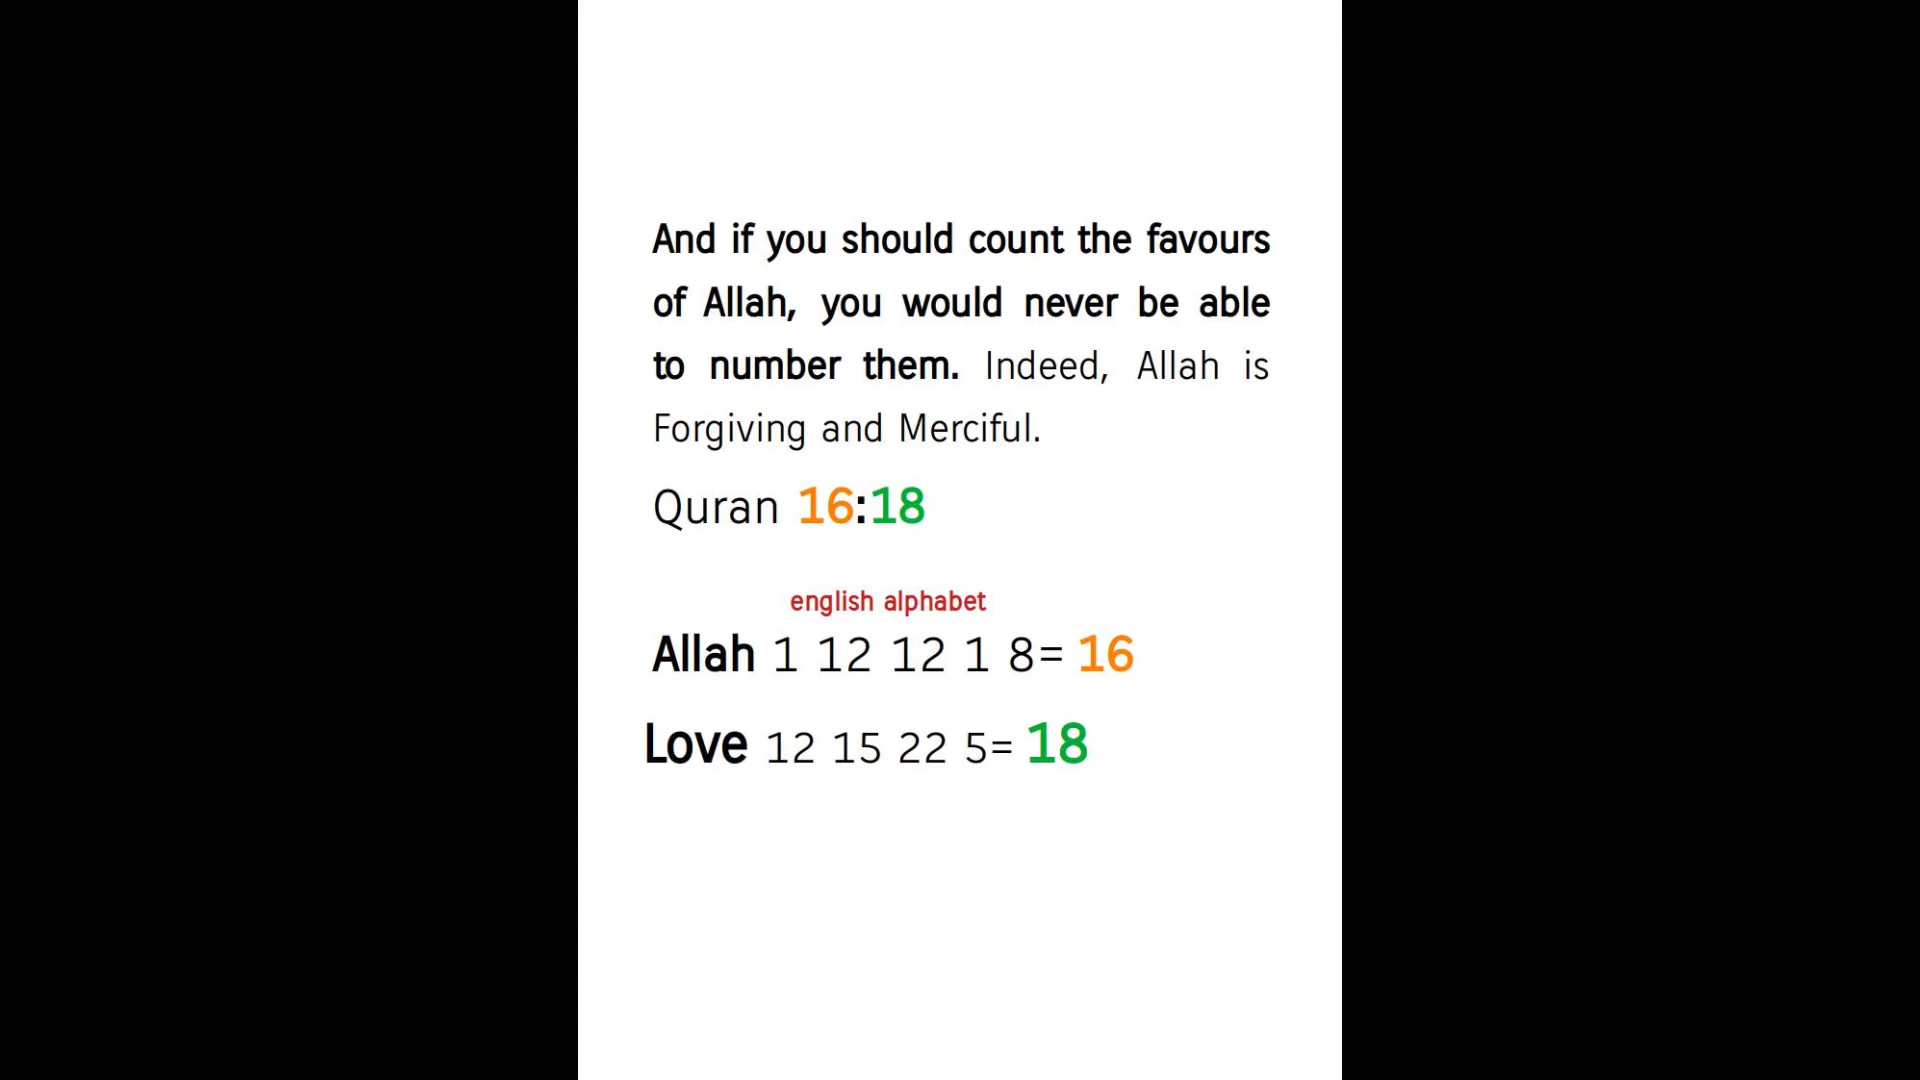 And if you should count the favours
of Allah, you would never be able
to number them. Indeed, Allah is
Forgiving and Merciful.
Quran 16:18
english alphabet
Allah 1 12 12 1 8= 16
Love 12 15 22 5= 18